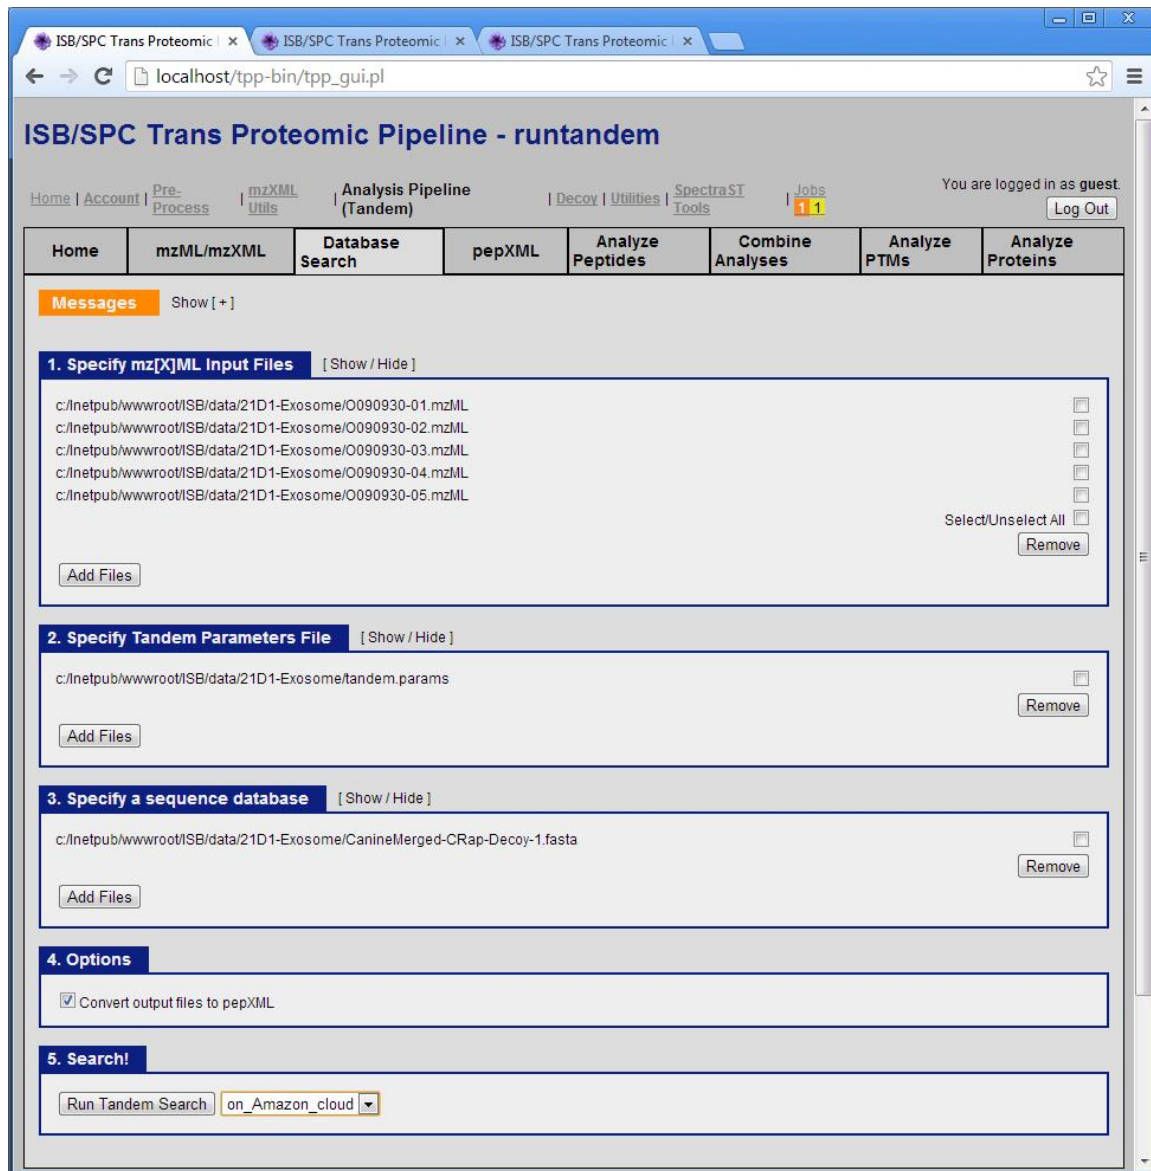 ISB/SPC Trans Proteomic
ISB/SPC Trans Proteomic
ISB/SPC Trans Proteomic
localhost/tpp-bin/tpp_gui.pl
ISB/SPC Trans Proteomic Pipeline - runtandem
Home | Account | Pre-Process | mzXML Utils | Analysis Pipeline (Tandem) | Decoy | Utilities | SpectraST Tools | Jobs 1 1
You are logged in as guest.
Log Out
Home mzML/mzXML Database Search pepXML Analyze Peptides Combine Analyses Analyze PTMs Analyze Proteins
Messages Show [ + ]
1. Specify mz[X]ML Input Files [ Show / Hide ]
c:/Inetpub/wwwroot/ISB/data/21D1-Exosome/O090930-01.mzML
c:/Inetpub/wwwroot/ISB/data/21D1-Exosome/O090930-02.mzML
c:/Inetpub/wwwroot/ISB/data/21D1-Exosome/O090930-03.mzML
c:/Inetpub/wwwroot/ISB/data/21D1-Exosome/O090930-04.mzML
c:/Inetpub/wwwroot/ISB/data/21D1-Exosome/O090930-05.mzML
Select/Unselect All
Remove
Add Files
2. Specify Tandem Parameters File [ Show / Hide ]
c:/Inetpub/wwwroot/ISB/data/21D1-Exosome/tandem.params
Remove
Add Files
3. Specify a sequence database [ Show / Hide ]
c:/Inetpub/wwwroot/ISB/data/21D1-Exosome/CanineMerged-CRap-Decoy-1.fasta
Remove
Add Files
4. Options
Convert output files to pepXML
5. Search!
Run Tandem Search on_Amazon_cloud